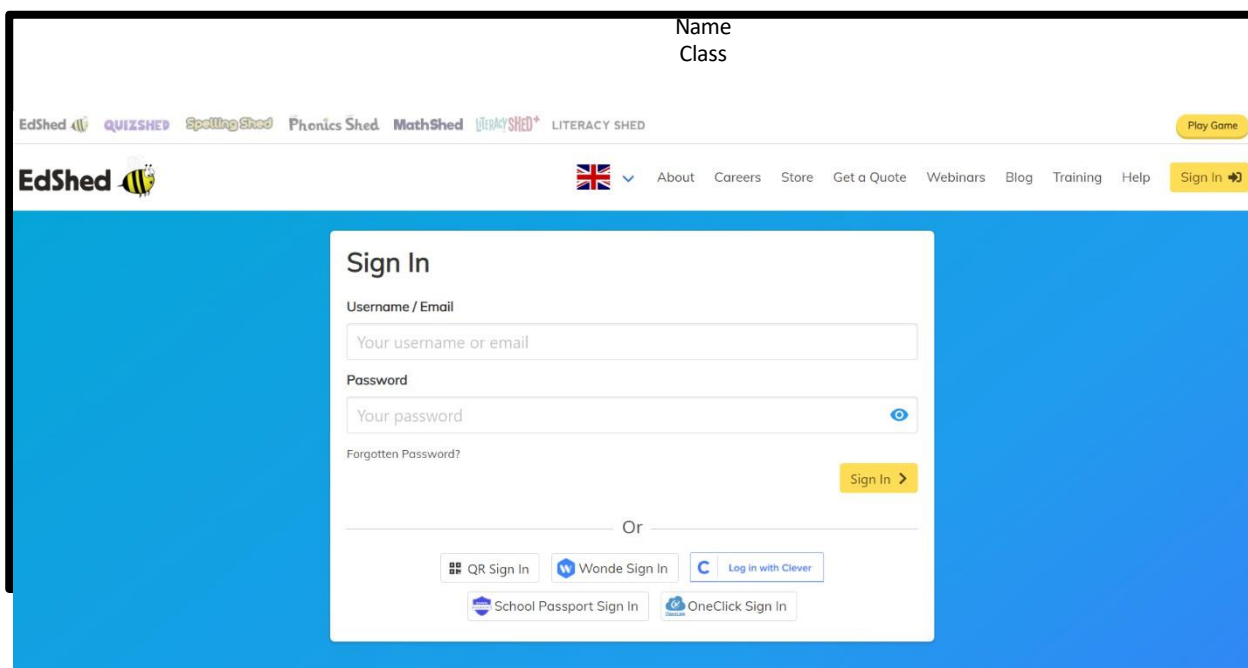 Name
Class
EdShed QUIZSHED Spelling Shed Phonics Shed MathShed LITERACY SHED+ LITERACY SHED Play Game
EdShed About Careers Store Get a Quote Webinars Blog Training Help Sign In
Sign In
Username / Email
Your username or email
Password
Your password
Forgotten Password?
Sign In
Or
QR Sign In W Wonde Sign In C Log in with Clever
School Passport Sign In OneClick Sign In